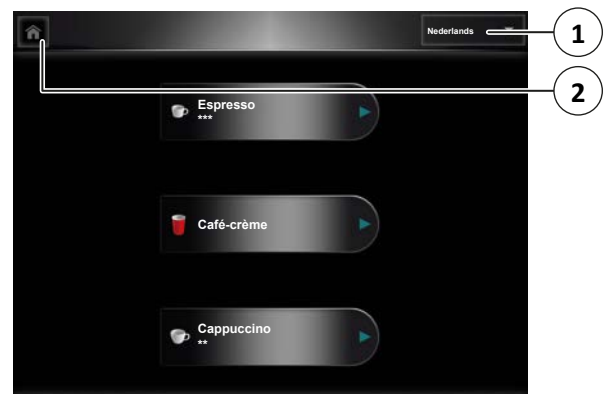 Nederlands
1
2
Espresso
***
Café-crème
Cappuccino
**